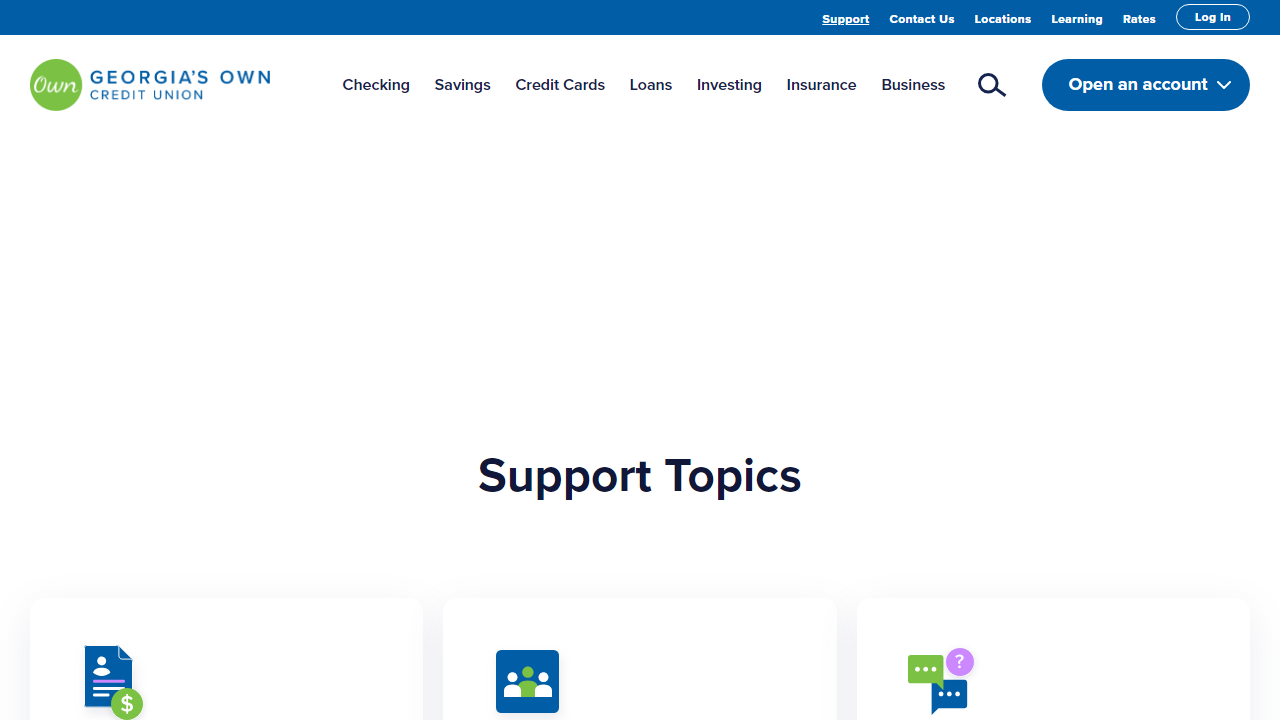 Support Contact Us Locations Learning Rates Log In
Own GEORGIA'S OWN
CREDIT UNION
Checking Savings Credit Cards Loans Investing Insurance Business Open an account
Support Topics
$
?